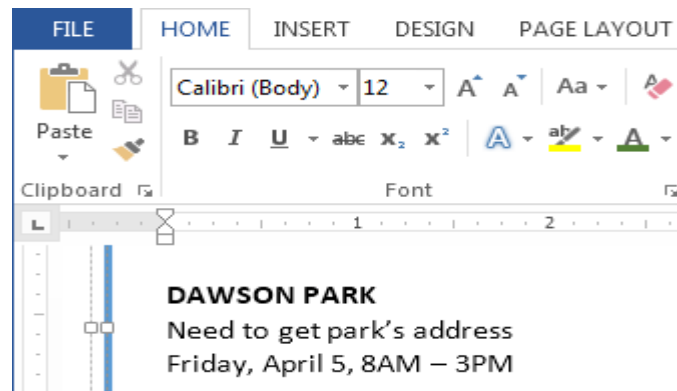 FILE HOME INSERT DESIGN PAGE LAYOUT
Calibri (Body) 12 A A Aa
Paste
B I U abc X₂ X² A ab A
Clipboard Font
L 1 2
DAWSON PARK
Need to get park’s address
Friday, April 5, 8AM – 3PM